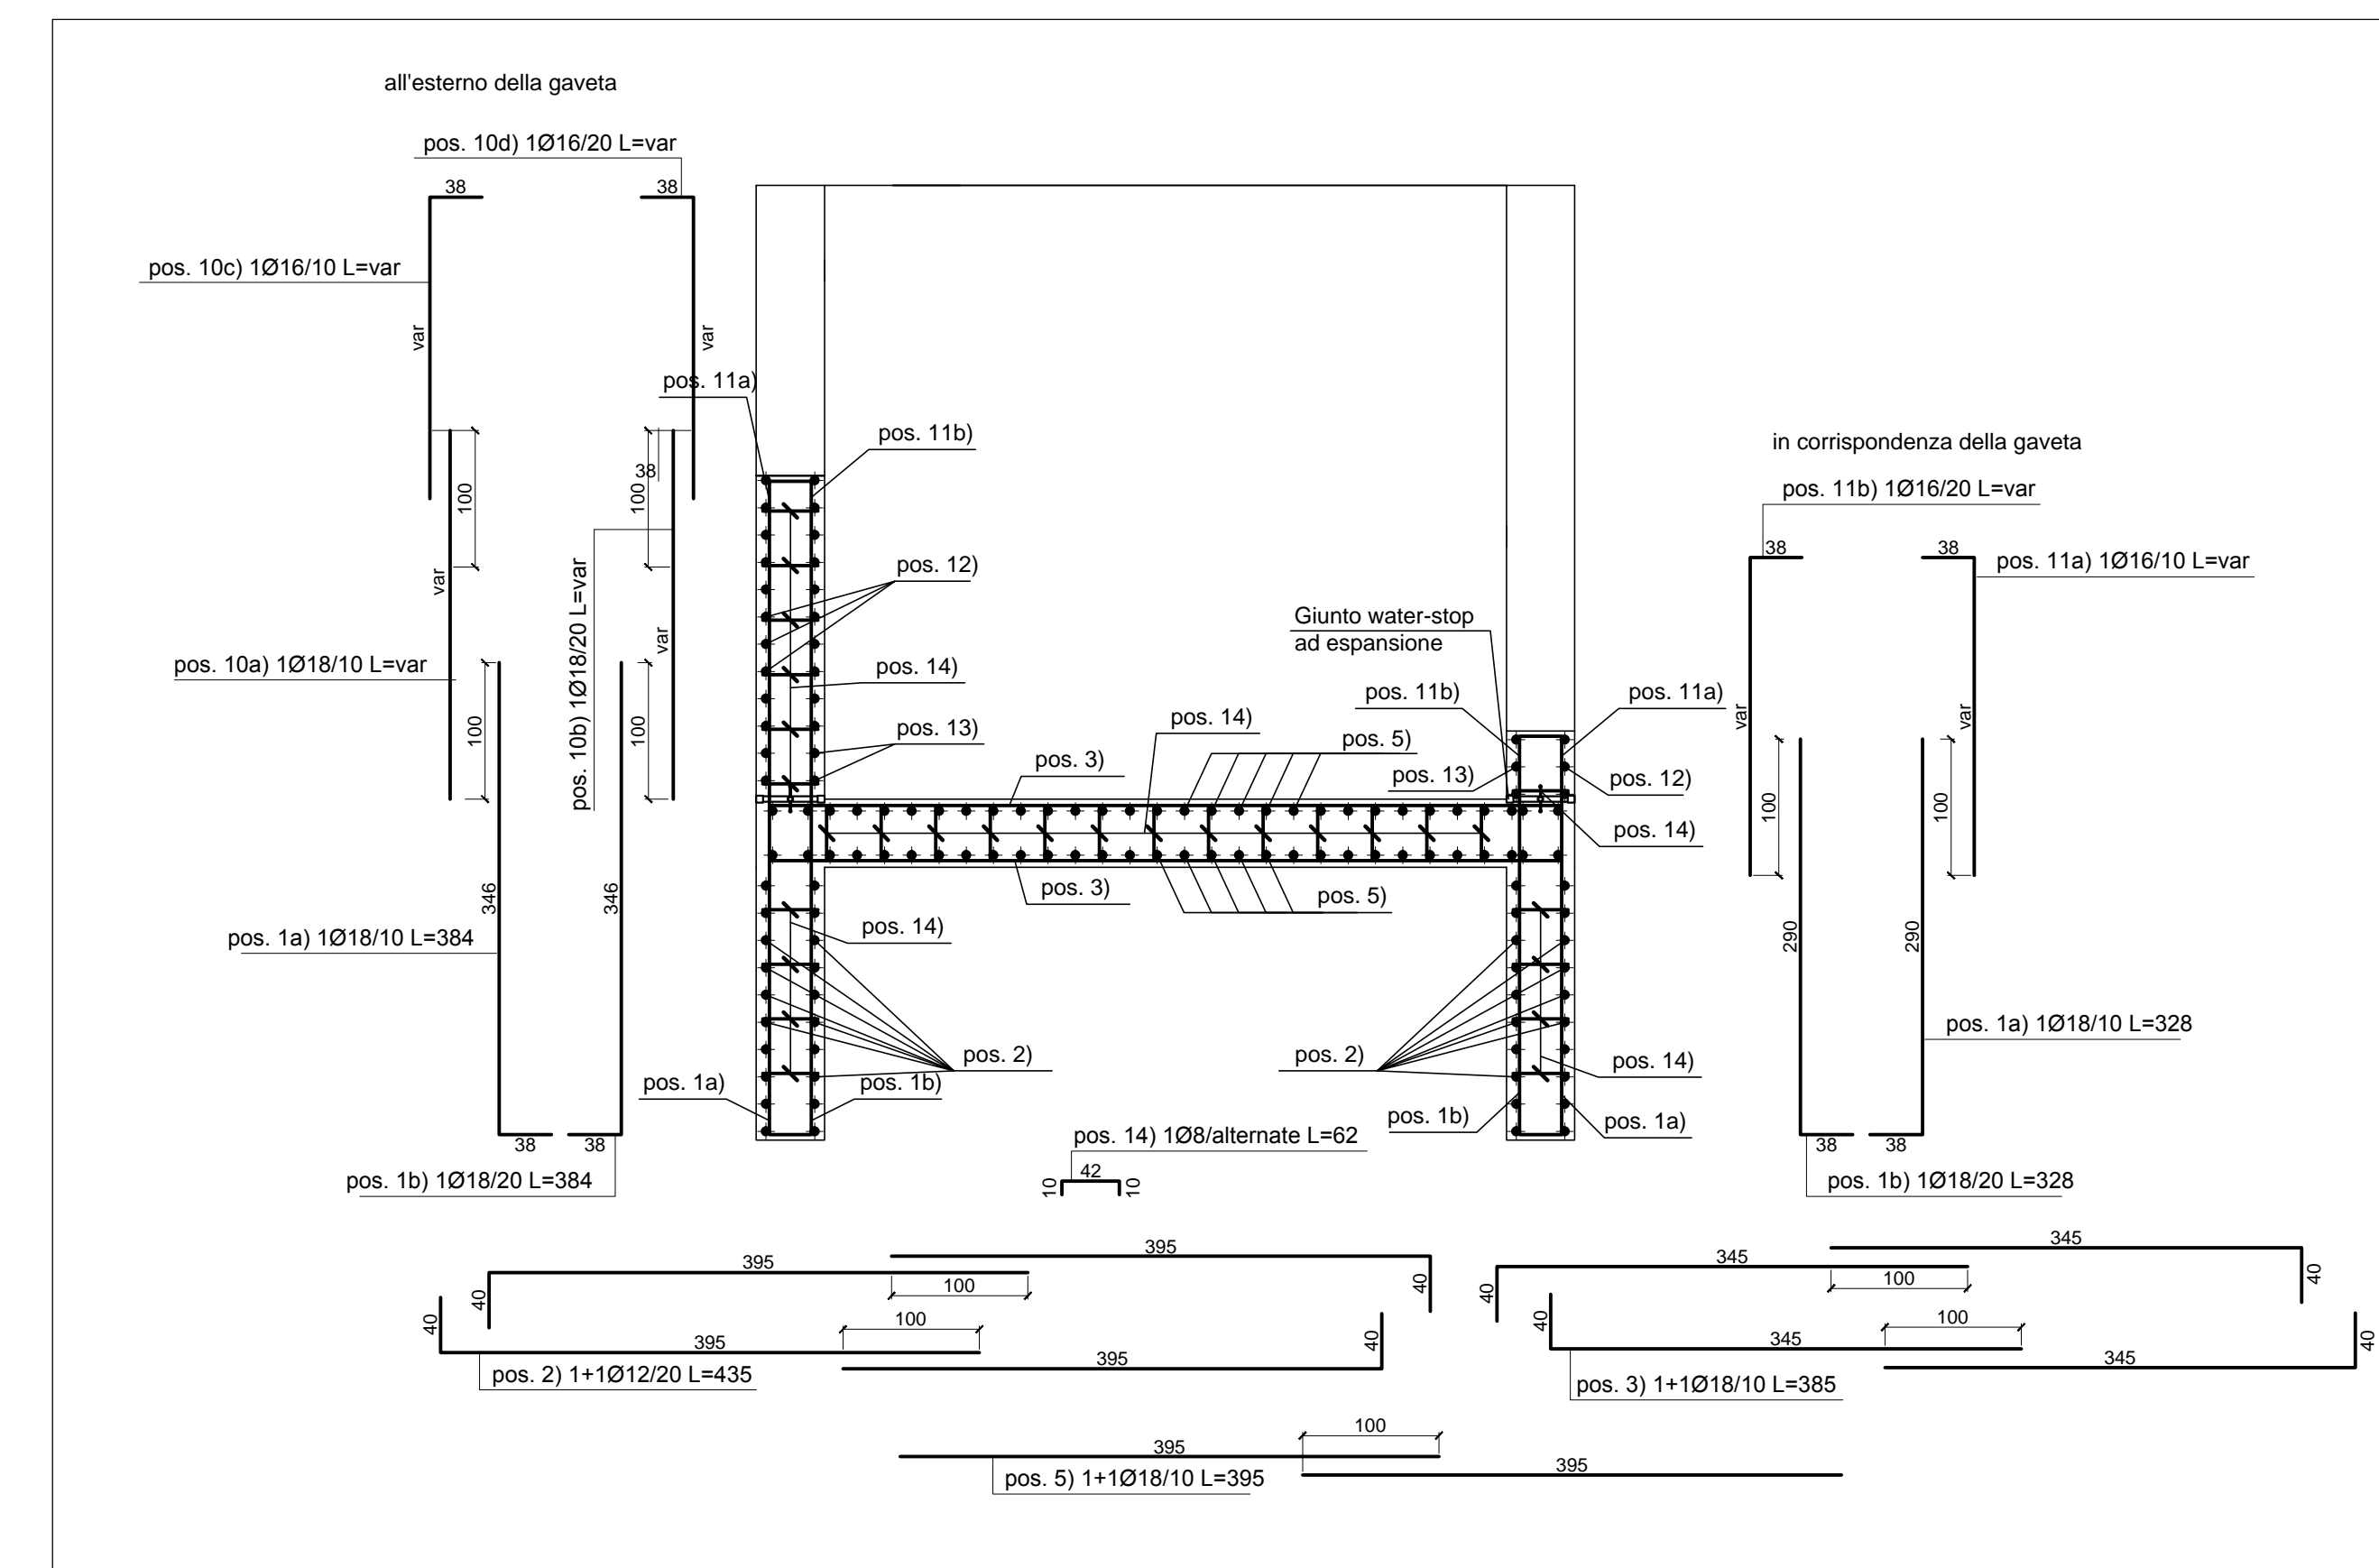 all'esterno della gaveta
pos. 10d) 1Ø16/20 L=var
38
38
pos. 10c) 1Ø16/10 L=var
var
var
pos. 11a)
pos. 11b)
in corrispondenza della gaveta
38
100
100
pos. 11b) 1Ø16/20 L=var
38
38
pos. 11a) 1Ø16/10 L=var
pos. 12)
var
pos. 10b) 1Ø18/20 L=var
var
Giunto water-stop
ad espansione
pos. 10a) 1Ø18/10 L=var
pos. 14)
pos. 11b)
pos. 11a)
var
var
100
100
pos. 13)
pos. 14)
pos. 5)
pos. 3)
pos. 13)
pos. 12)
100
100
pos. 14)
346
346
pos. 3)
pos. 5)
pos. 1a) 1Ø18/10 L=384
pos. 14)
290
290
pos. 1a) 1Ø18/10 L=328
pos. 2)
pos. 2)
pos. 14)
pos. 1a)
pos. 1b)
pos. 1b)
pos. 1a)
38
38
pos. 14) 1Ø8/alternate L=62
38
38
pos. 1b) 1Ø18/20 L=384
10
42
10
pos. 1b) 1Ø18/20 L=328
395
395
40
100
40
345
345
40
100
40
40
100
395
395
40
pos. 2) 1+1Ø12/20 L=435
40
100
345
345
40
pos. 3) 1+1Ø18/10 L=385
100
395
395
pos. 5) 1+1Ø18/10 L=395